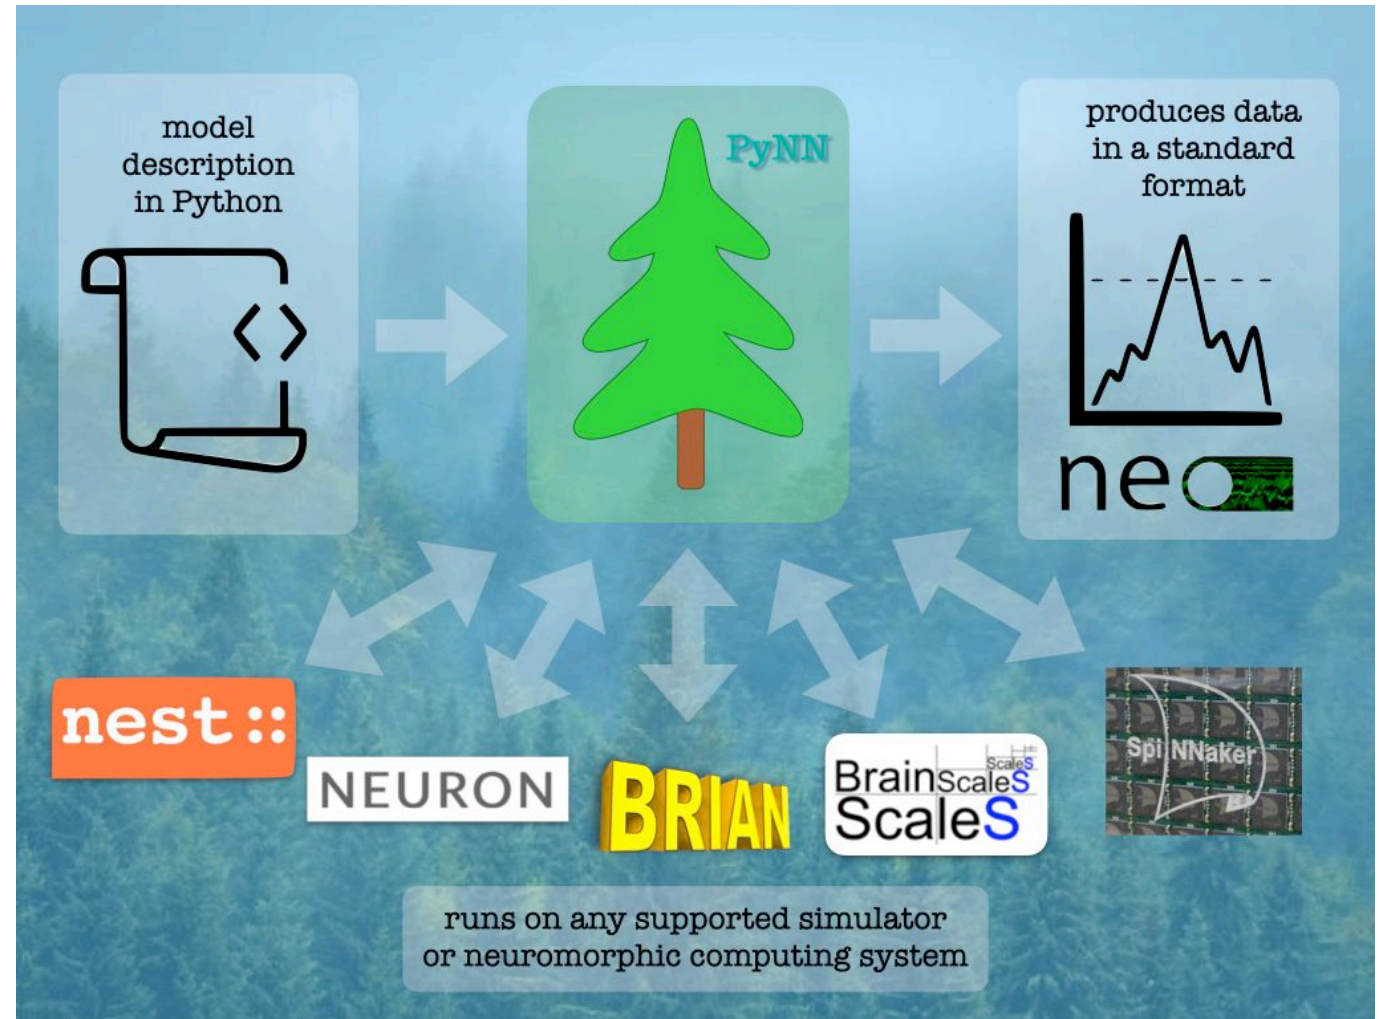 model
description
in Python
PyNN
produces data
in a standard
format
neo
nest::
NEURON
BRIAN
ScaleS
BrainScaleS
ScaleS
SpiNNaker
runs on any supported simulator
or neuromorphic computing system